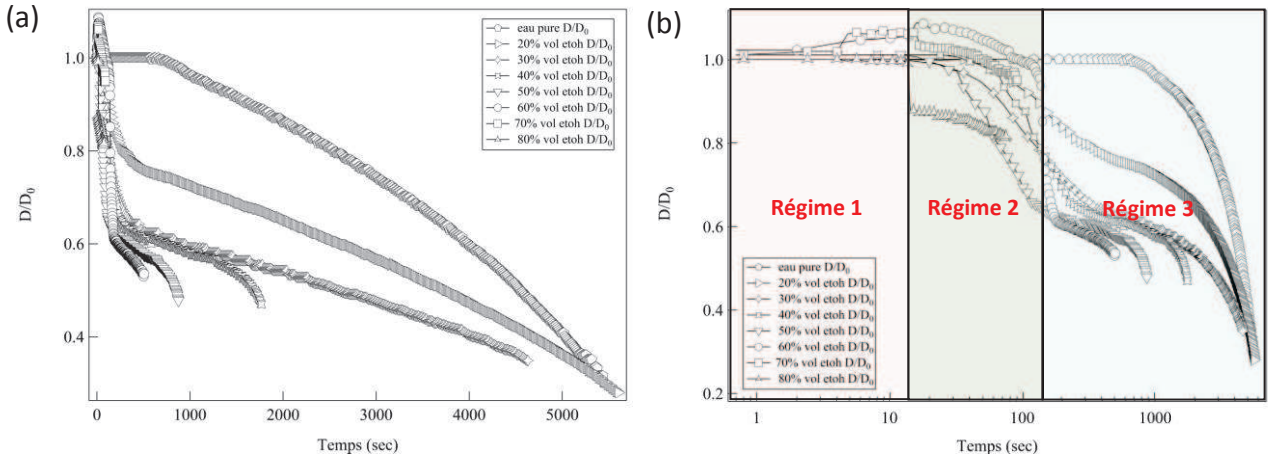 (a)
1.0
0.8
0.6
0.4
D/D0
0
1000
2000
3000
4000
5000
Temps (sec)
eau pure D/D0
20% vol etoh D/D0
30% vol etoh D/D0
40% vol etoh D/D0
50% vol etoh D/D0
60% vol etoh D/D0
70% vol etoh D/D0
80% vol etoh D/D0
(b)
1.0
0.8
0.6
0.4
0.2
D/D0
Régime 1
Régime 2
Régime 3
eau pure D/D0
20% vol etoh D/D0
30% vol etoh D/D0
40% vol etoh D/D0
50% vol etoh D/D0
60% vol etoh D/D0
70% vol etoh D/D0
80% vol etoh D/D0
1
10
100
1000
Temps (sec)